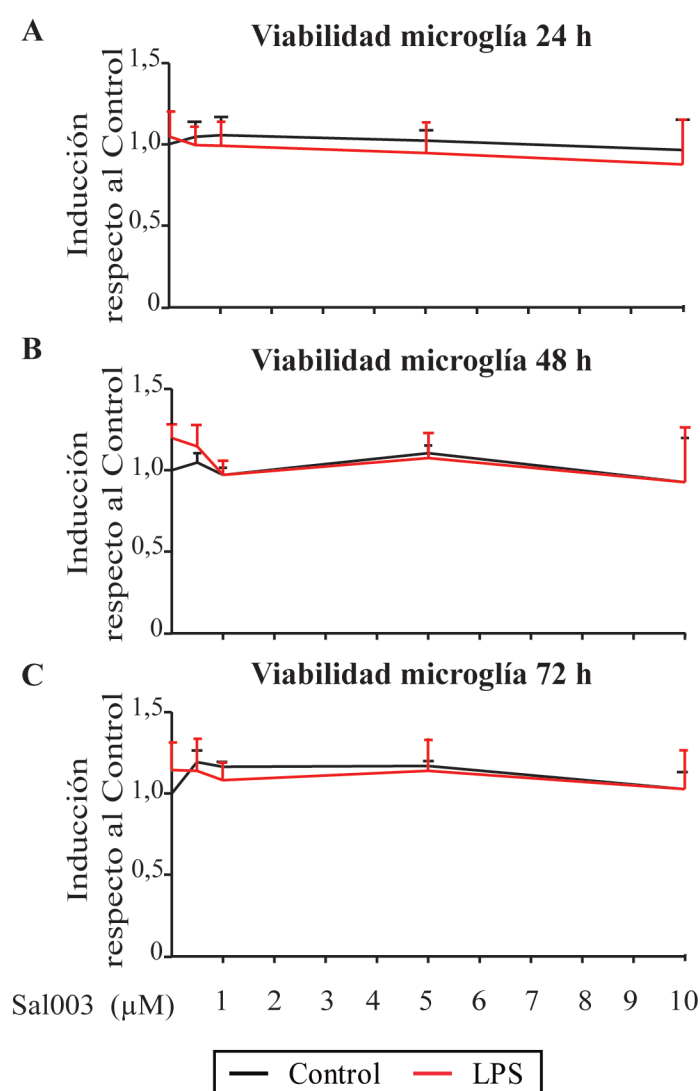 A
Viabilidad microglía 24 h
Inducción
respecto al Control
1,5
1,0
0,5
0
B
Viabilidad microglía 48 h
Inducción
respecto al Control
1,5
1,0
0,5
0
C
Viabilidad microglía 72 h
Inducción
respecto al Control
1,5
1,0
0,5
0
Sal003 (µM) 1 2 3 4 5 6 7 8 9 10
Control LPS